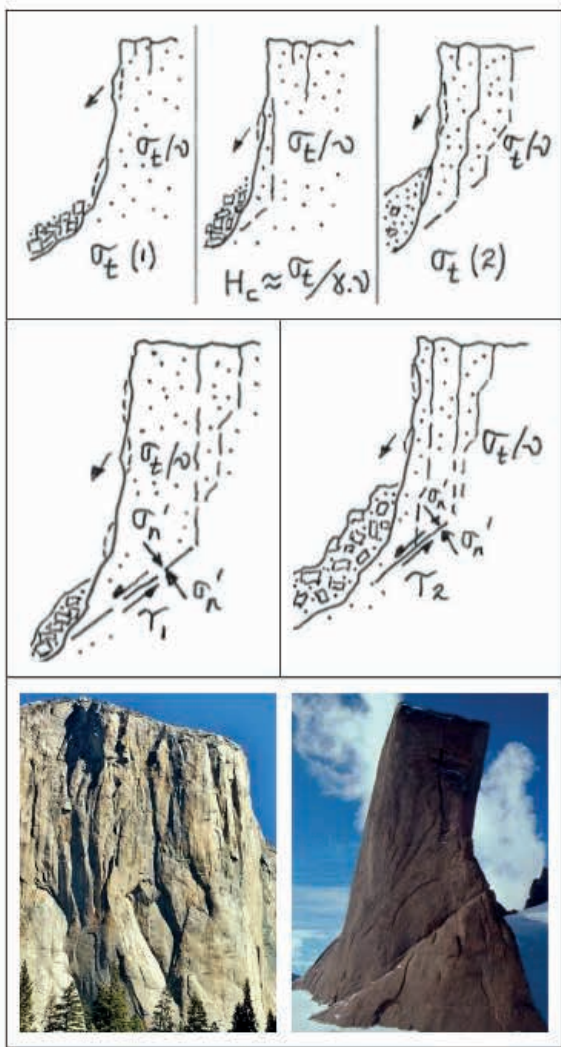 σt/ν
σt (1)
σt/ν
Hc ≈ σt/γ.ν
σt/ν
σt (2)
σt/ν
σn'
σn'
τ1
σt/ν
σn'
σn'
τ2